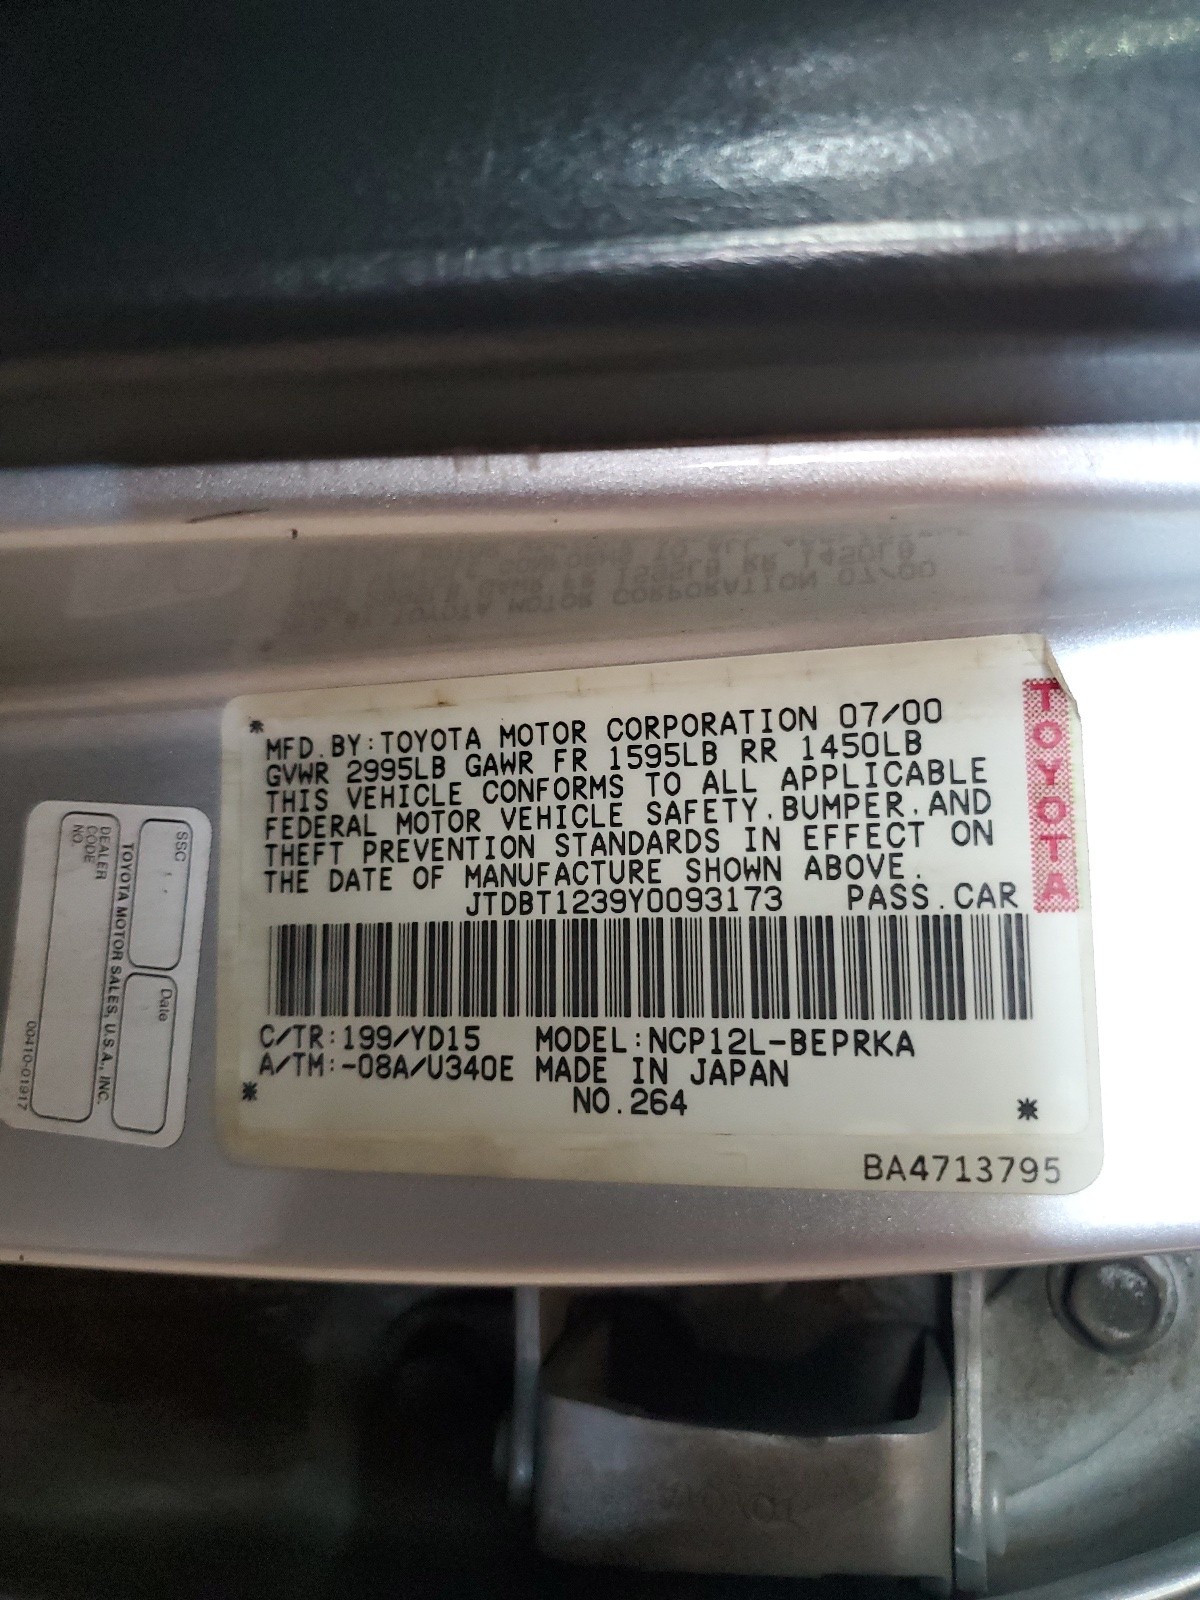 MFD. BY: TOYOTA MOTOR CORPORATION 07/00
GVWR 2995LB GAWR FR 1595LB RR 1450LB
THIS VEHICLE CONFORMS TO ALL APPLICABLE
FEDERAL MOTOR VEHICLE SAFETY. BUMPER. AND
THEFT PREVENTION STANDARDS IN EFFECT ON
THE DATE OF MANUFACTURE SHOWN ABOVE.
JTDBT1239Y0093173 PASS. CAR
C/TR: 199/YD15 MODEL: NCP12L-BEPRKA
A/TM: -08A/U340E MADE IN JAPAN
NO. 264
BA4713795
TOYOTA
SSC
Date
TOYOTA MOTOR SALES, U.S.A., INC.
DEALER
CODE
NO.
00410-01917
TOYOTA